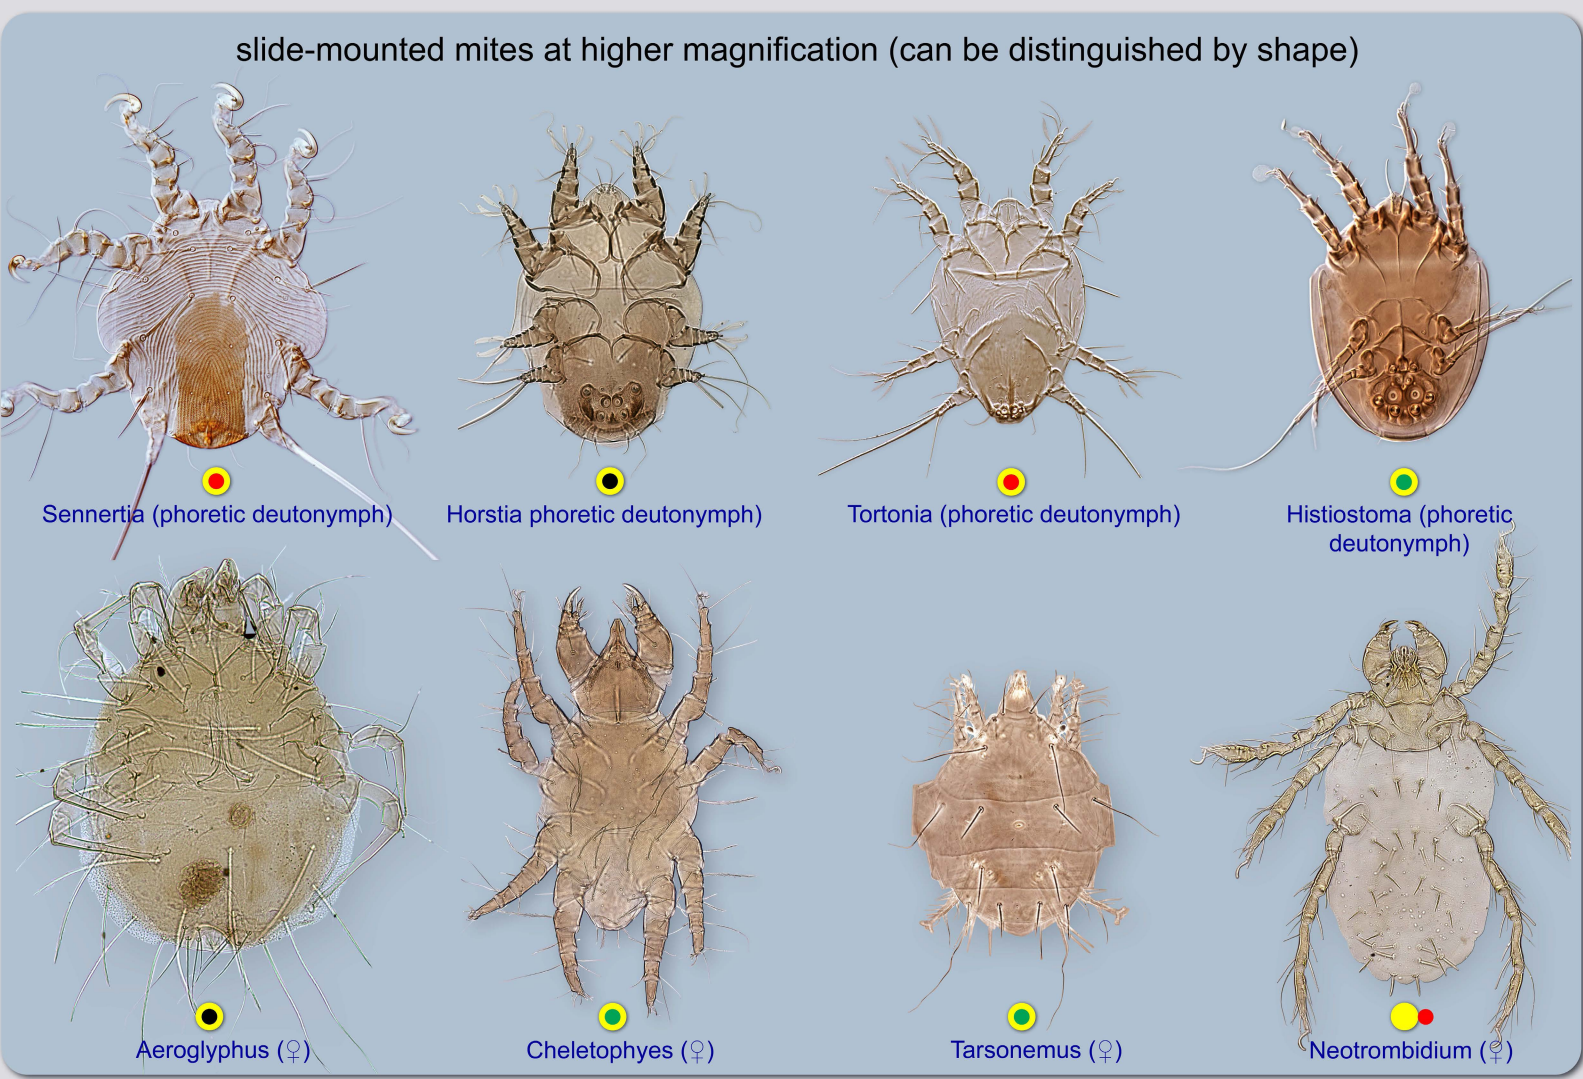 slide-mounted mites at higher magnification (can be distinguished by shape)
Sennertia (phoretic deutonymph)
Horstia phoretic deutonymph)
Tortonia (phoretic deutonymph)
Histiostoma (phoretic
deutonymph)
Aeroglyphus (♀)
Cheletophyes (♀)
Tarsonemus (♀)
Neotrombidium (♀)